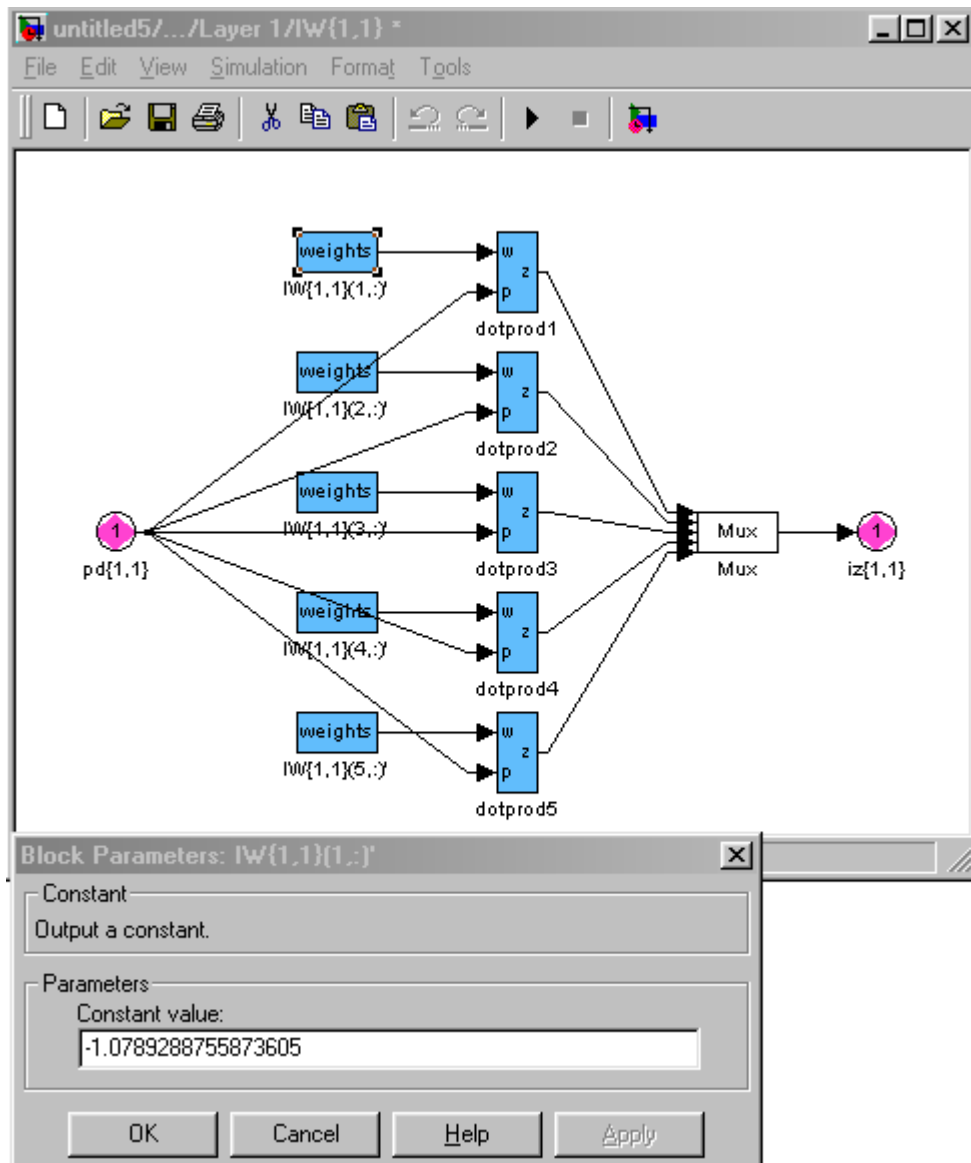 untitled5/.../Layer 1/IW{1,1} *
File Edit View Simulation Format Tools
weights
IW{1,1}(1,:)'
w
z
p
dotprod1
weights
IW{1,1}(2,:)'
w
z
p
dotprod2
weights
IW{1,1}(3,:)'
w
z
p
dotprod3
1
pd{1,1}
Mux
Mux
1
iz{1,1}
weights
IW{1,1}(4,:)'
w
z
p
dotprod4
weights
IW{1,1}(5,:)'
w
z
p
dotprod5
Block Parameters: IW{1,1}(1,:)'
Constant
Output a constant.
Parameters
Constant value:
-1.0789288755873605
OK Cancel Help Apply